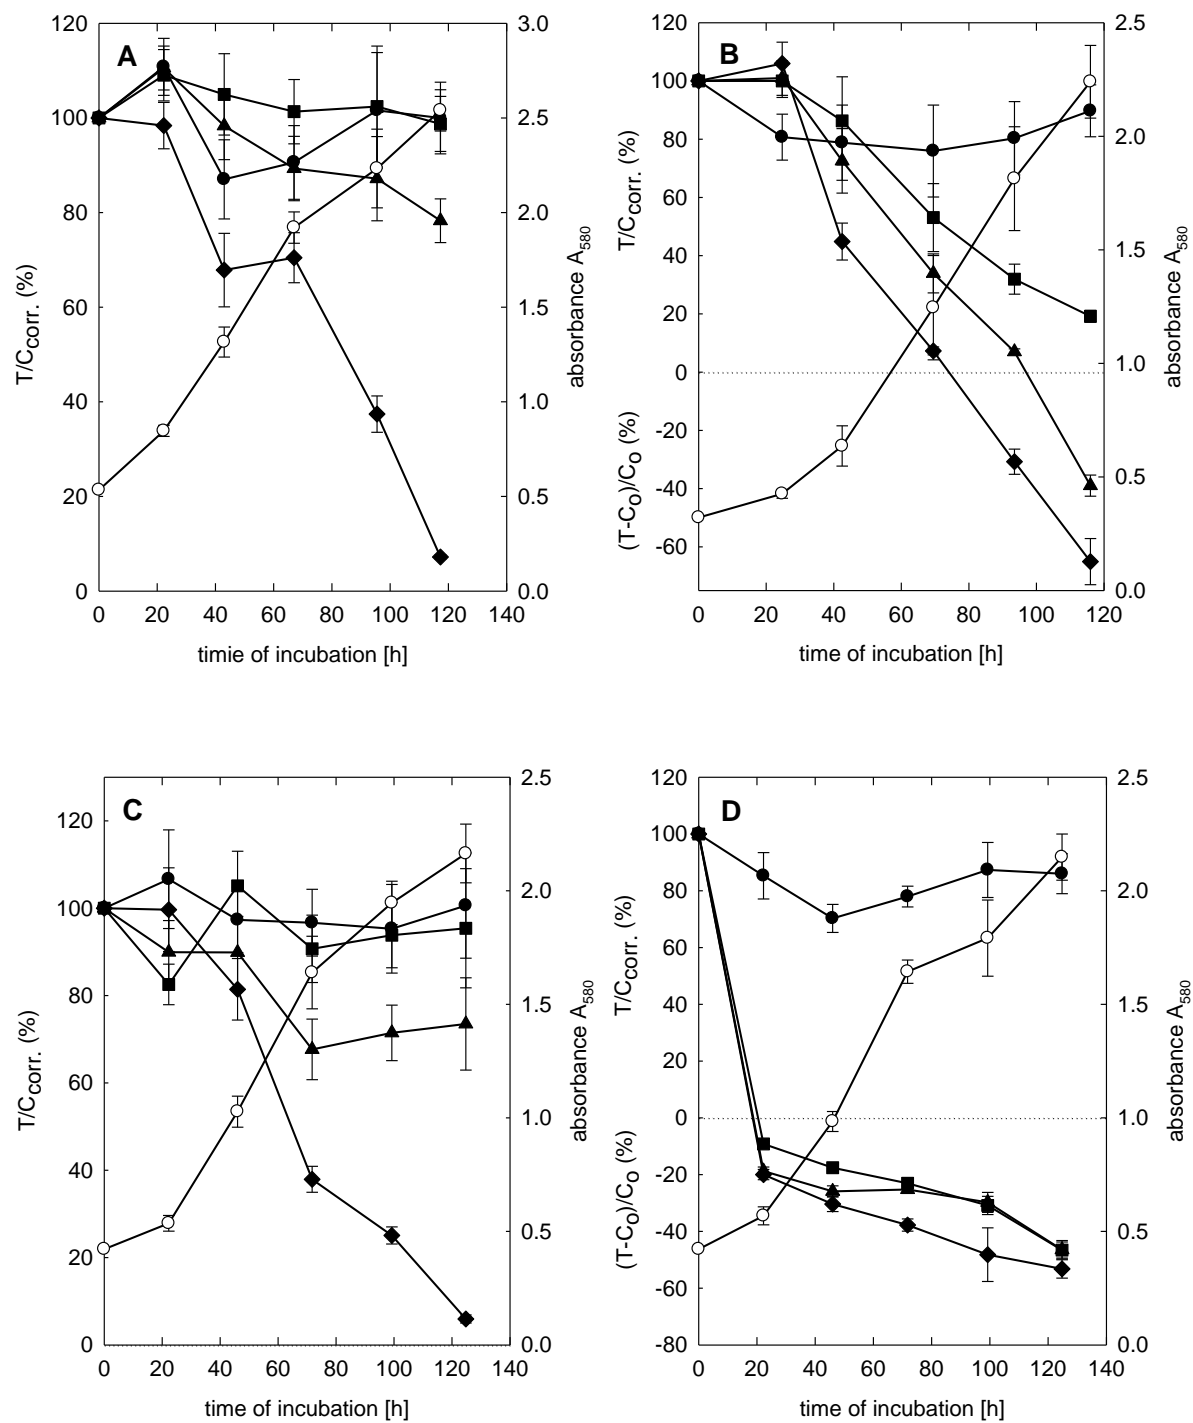 A
T/Ccorr. (%)
120
100
80
60
40
20
0
3.0
2.5
2.0
1.5
1.0
0.5
0.0
absorbance A580
0 20 40 60 80 100 120 140
timie of incubation [h]
B
T/Ccorr. (%)
(T-Co)/Co (%)
120
100
80
60
40
20
0
-20
-40
-60
2.5
2.0
1.5
1.0
0.5
0.0
absorbance A580
0 20 40 60 80 100 120
time of incubation [h]
C
T/Ccorr. (%)
120
100
80
60
40
20
0
2.5
2.0
1.5
1.0
0.5
0.0
absorbance A580
0 20 40 60 80 100 120 140
time of incubation [h]
D
T/Ccorr. (%)
(T-Co)/Co (%)
120
100
80
60
40
20
0
-20
-40
-60
-80
2.5
2.0
1.5
1.0
0.5
0.0
absorbance A580
0 20 40 60 80 100 120 140
time of incubation [h]